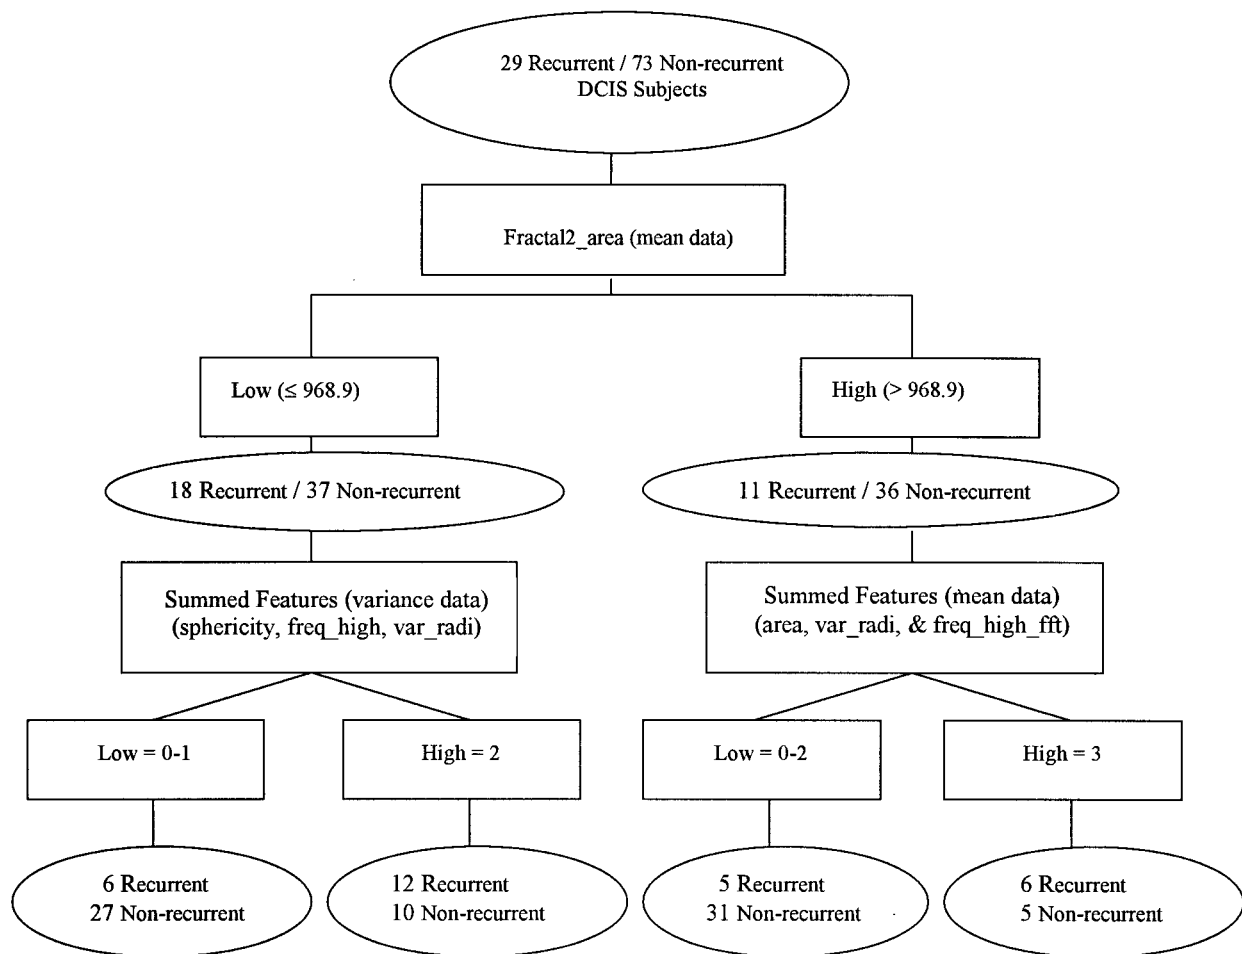 29 Recurrent / 73 Non-recurrent
DCIS Subjects
Fractal2_area (mean data)
Low (≤ 968.9)
High (> 968.9)
18 Recurrent / 37 Non-recurrent
11 Recurrent / 36 Non-recurrent
Summed Features (variance data)
(sphericity, freq_high, var_radi)
Summed Features (mean data)
(area, var_radi, & freq_high_fft)
Low = 0-1
High = 2
Low = 0-2
High = 3
6 Recurrent
27 Non-recurrent
12 Recurrent
10 Non-recurrent
5 Recurrent
31 Non-recurrent
6 Recurrent
5 Non-recurrent